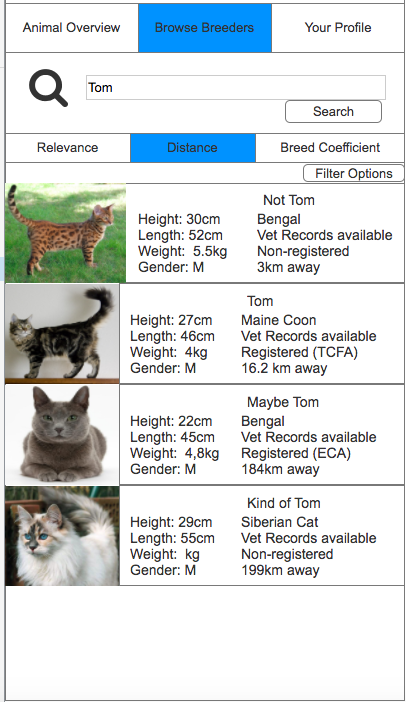 Animal Overview Browse Breeders Your Profile
Tom
Search
Relevance Distance Breed Coefficient
Filter Options
Not Tom
Height: 30cm Bengal
Length: 52cm Vet Records available
Weight: 5.5kg Non-registered
Gender: M 3km away
Tom
Height: 27cm Maine Coon
Length: 46cm Vet Records available
Weight: 4kg Registered (TCFA)
Gender: M 16.2 km away
Maybe Tom
Height: 22cm Bengal
Length: 45cm Vet Records available
Weight: 4,8kg Registered (ECA)
Gender: M 184km away
Kind of Tom
Height: 29cm Siberian Cat
Length: 55cm Vet Records available
Weight: kg Non-registered
Gender: M 199km away